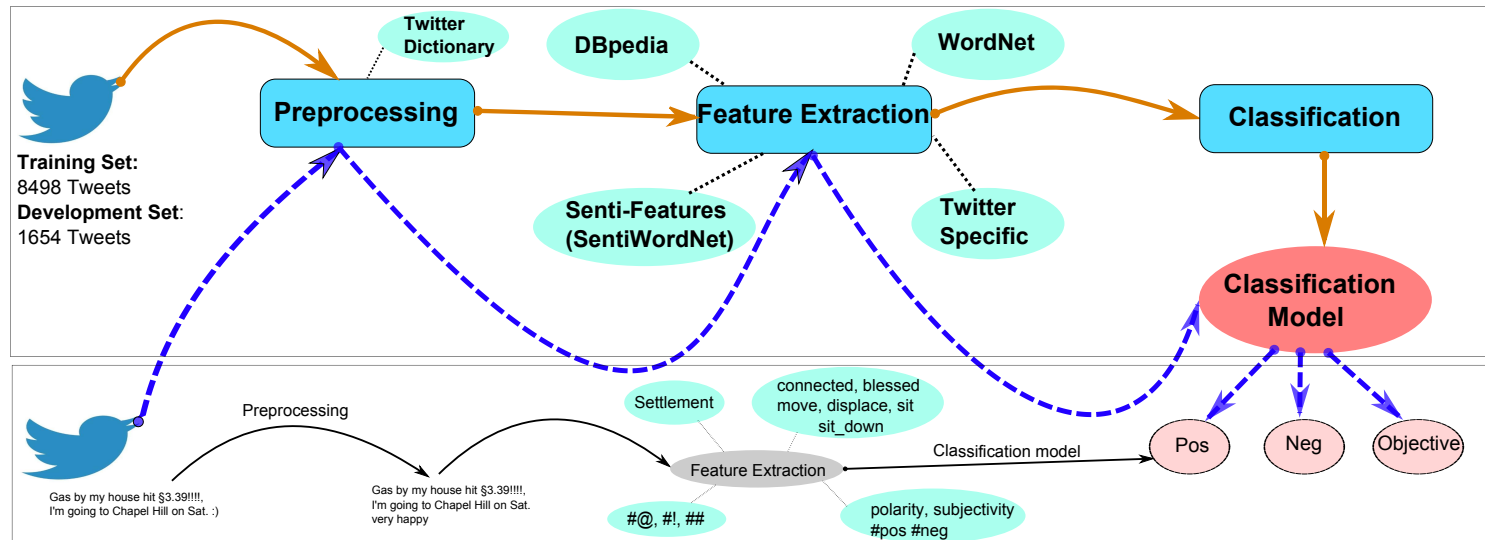 Twitter
Dictionary
DBpedia
WordNet
Preprocessing
Feature Extraction
Classification
Training Set:
8498 Tweets
Development Set:
1654 Tweets
Senti-Features
(SentiWordNet)
Twitter
Specific
Classification
Model
Settlement
connected, blessed
move, displace, sit
sit_down
Preprocessing
Feature Extraction
Classification model
Pos
Neg
Objective
Gas by my house hit §3.39!!!!,
I'm going to Chapel Hill on Sat. :)
Gas by my house hit §3.39!!!!,
I'm going to Chapel Hill on Sat.
very happy
#@, #!, ##
polarity, subjectivity
#pos #neg